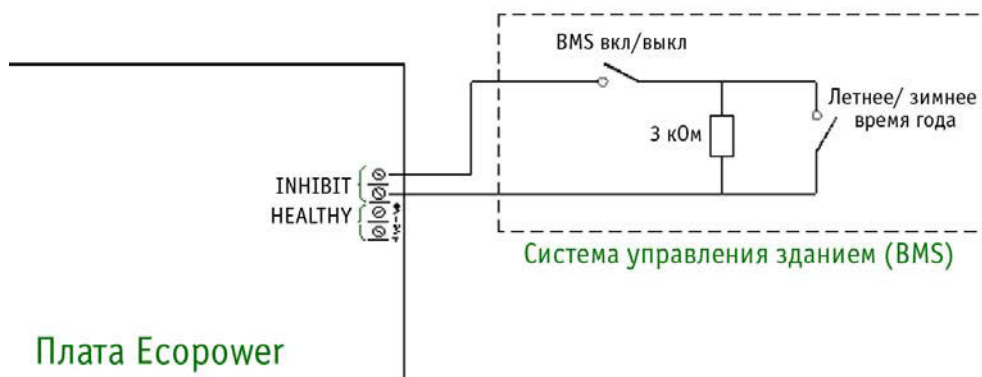 BMS вкл/выкл
Летнее/ зимнее
время года
3 кОм
INHIBIT
HEALTHY
Система управления зданием (BMS)
Плата Ecopower